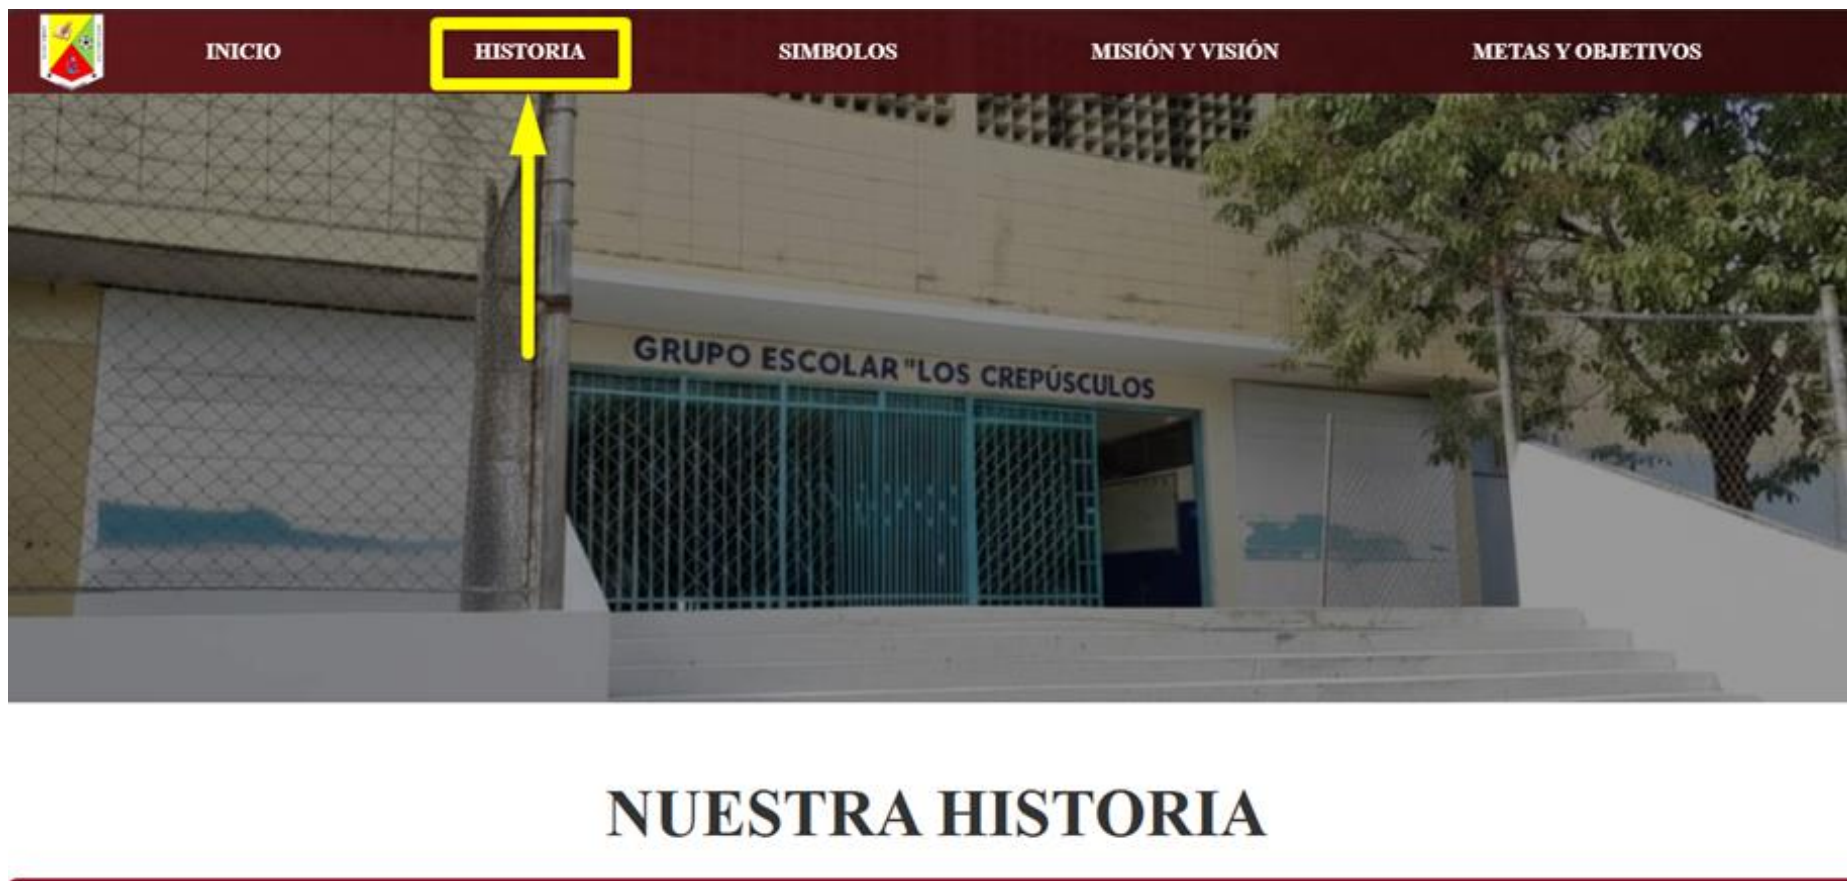 INICIO HISTORIA SIMBOLOS MISIÓN Y VISIÓN METAS Y OBJETIVOS
GRUPO ESCOLAR "LOS CREPÚSCULOS
NUESTRA HISTORIA